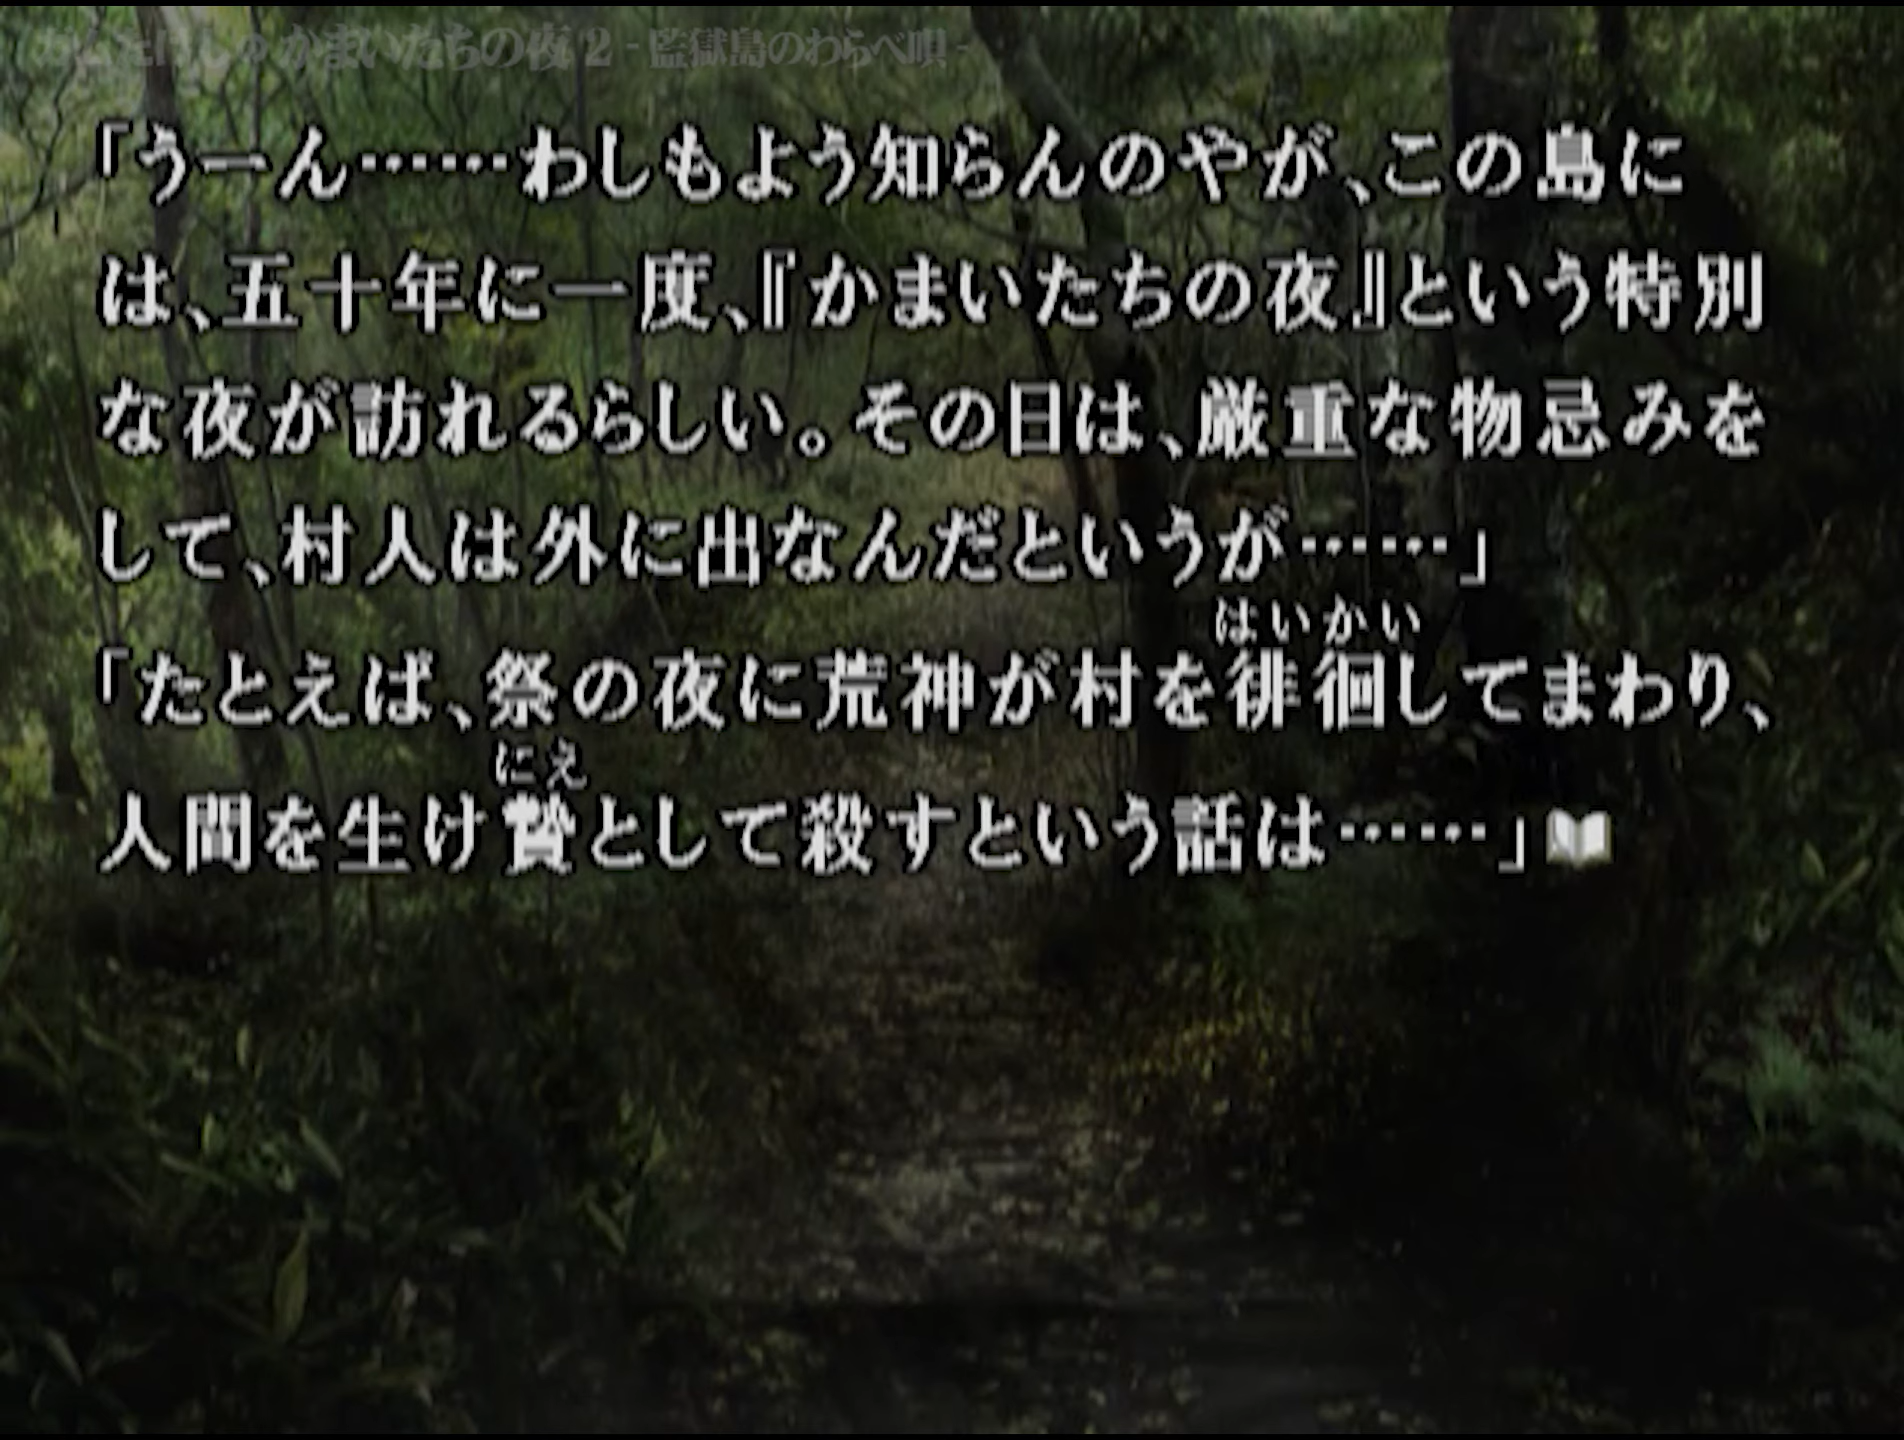 かまいたちの夜2 - 監獄島のわらべ唄 -
「うーん……わしもよう知らんのやが、この島に
は、五十年に一度、『かまいたちの夜』という特別
な夜が訪れるらしい。その日は、厳重な物忌みを
して、村人は外に出なんだというが……」
はいかい
「たとえば、祭の夜に荒神が村を徘徊してまわり、
にえ
人間を生け贄として殺すという話は……」